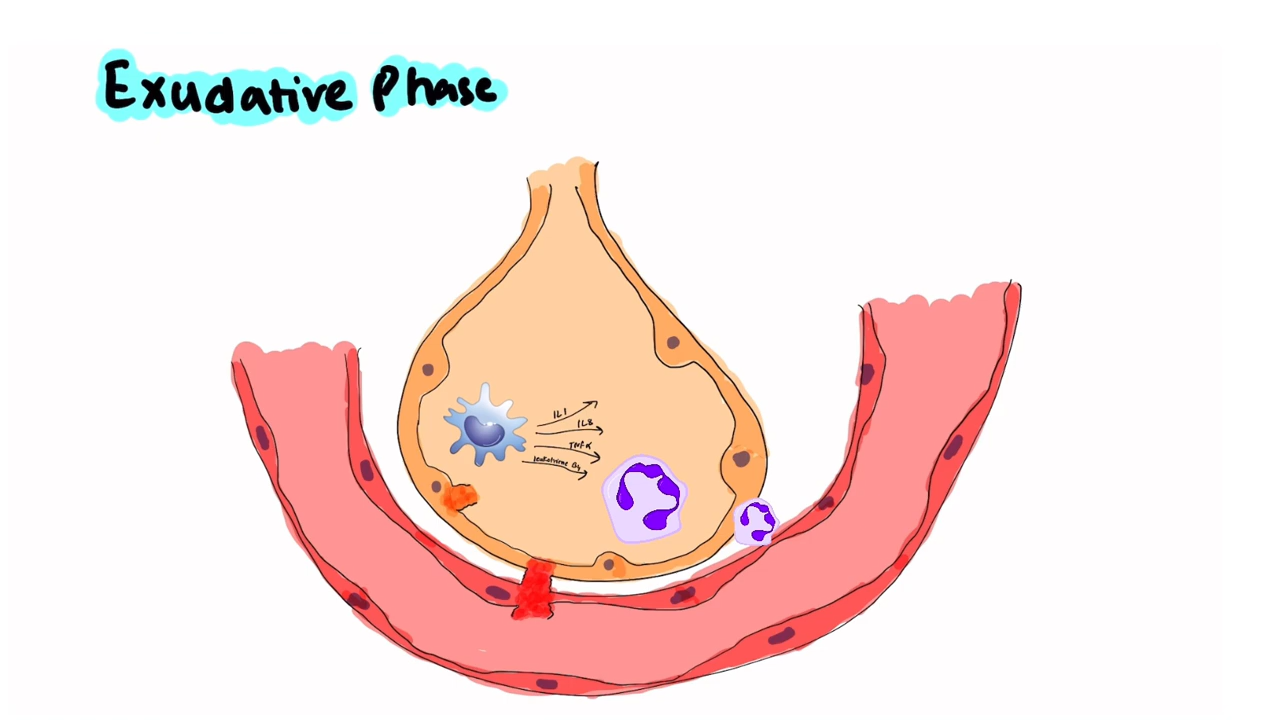 Exudative Phase
IL1
IL8
TNFα
leukotriene B4